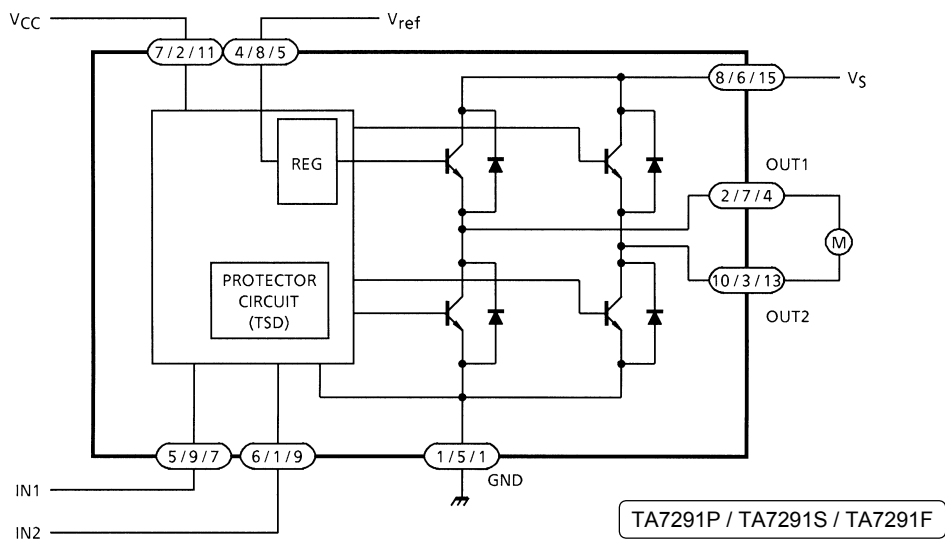 VCC
Vref
7 / 2 / 11
4 / 8 / 5
8 / 6 / 15
VS
REG
OUT1
2 / 7 / 4
M
PROTECTOR
CIRCUIT
(TSD)
10 / 3 / 13
OUT2
5 / 9 / 7
6 / 1 / 9
1 / 5 / 1
GND
IN1
IN2
TA7291P / TA7291S / TA7291F